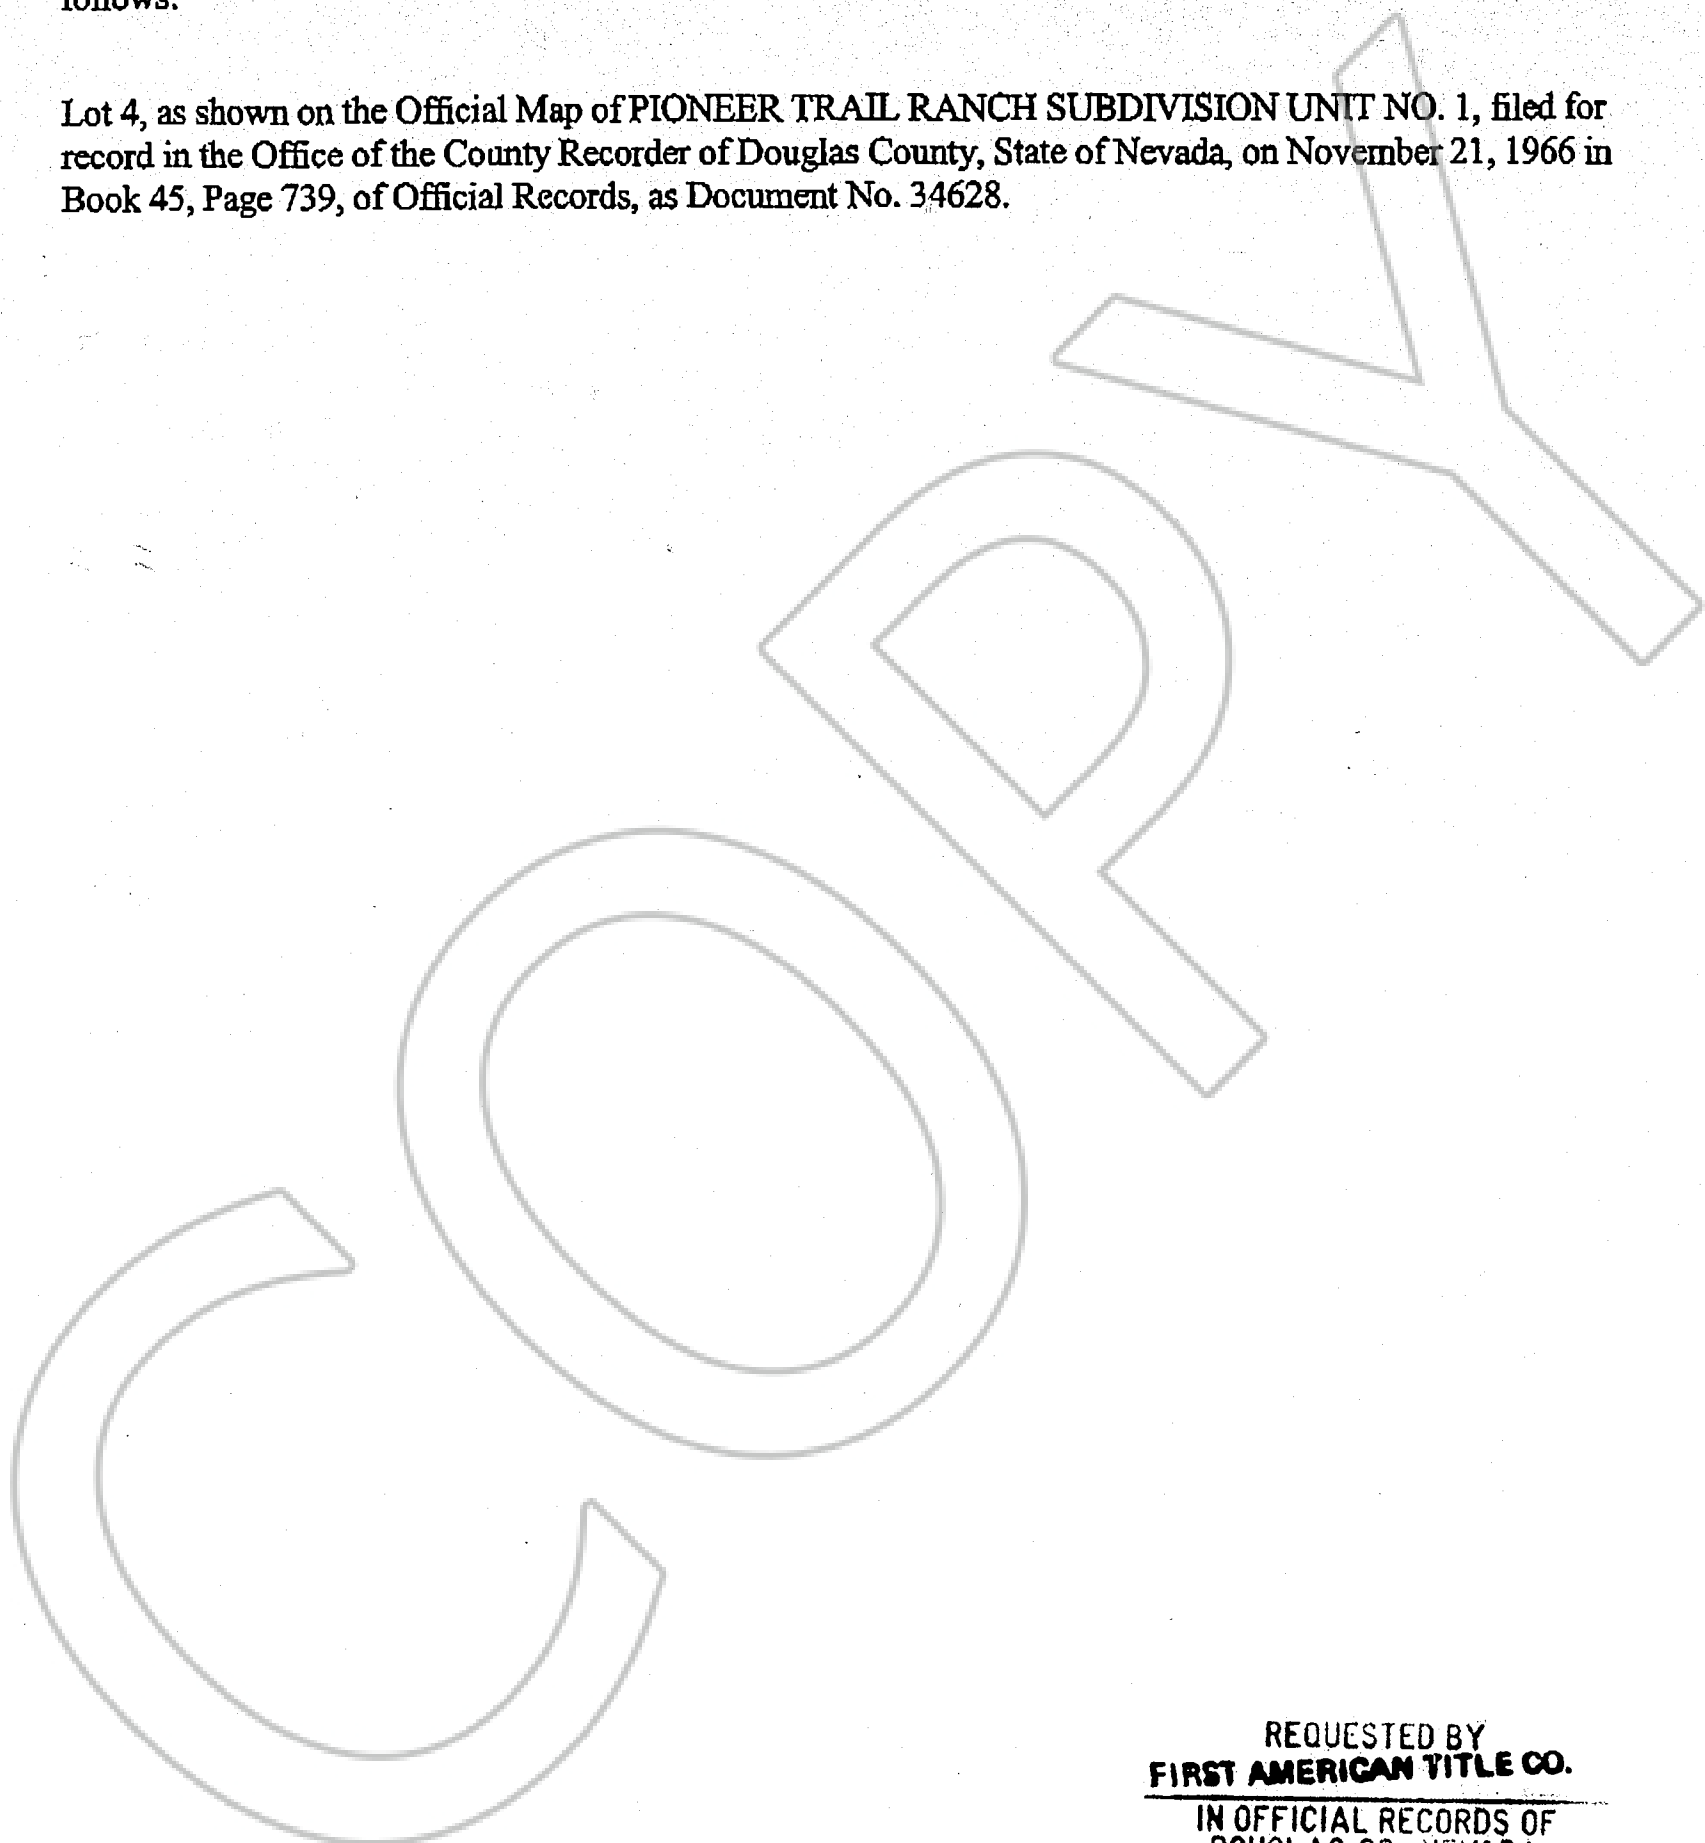 follows:
Lot 4, as shown on the Official Map of PIONEER TRAIL RANCH SUBDIVISION UNIT NO. 1, filed for
record in the Office of the County Recorder of Douglas County, State of Nevada, on November 21, 1966 in
Book 45, Page 739, of Official Records, as Document No. 34628.
COPY
REQUESTED BY
FIRST AMERICAN TITLE CO.
IN OFFICIAL RECORDS OF